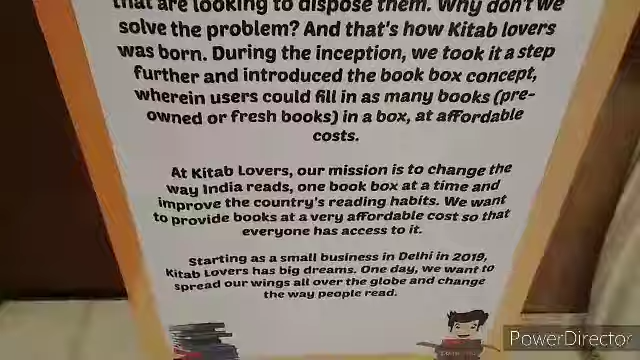 that are looking to dispose them. Why don't we
solve the problem? And that's how Kitab lovers
was born. During the inception, we took it a step
further and introduced the book box concept,
wherein users could fill in as many books (pre-
owned or fresh books) in a box, at affordable
costs.
At Kitab Lovers, our mission is to change the
way India reads, one book box at a time and
improve the country's reading habits. We want
to provide books at a very affordable cost so that
everyone has access to it.
Starting as a small business in Delhi in 2019,
Kitab Lovers has big dreams. One day, we want to
spread our wings all over the globe and change
the way people read.
PowerDirector